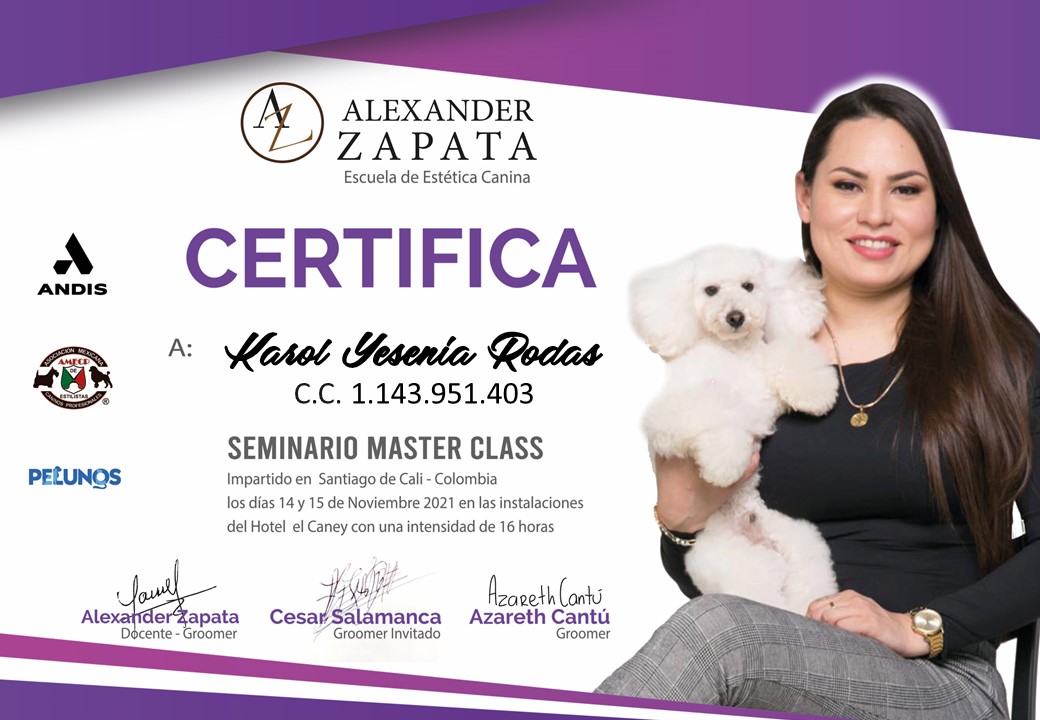 AZ
ALEXANDER
ZAPATA
Escuela de Estética Canina
CERTIFICA
ANDIS
A: Karol Yesenia Rodas
C.C. 1.143.951.403
ASOCIACIÓN MEXICANA
AMECP
DE
ESTILISTAS
CANINOS PROFESIONALES
®
PELUNOS
SEMINARIO MASTER CLASS
Impartido en Santiago de Cali - Colombia
los días 14 y 15 de Noviembre 2021 en las instalaciones
del Hotel el Caney con una intensidad de 16 horas
Azareth Cantú
Alexander Zapata
Docente - Groomer
Cesar Salamanca
Groomer Invitado
Azareth Cantú
Groomer